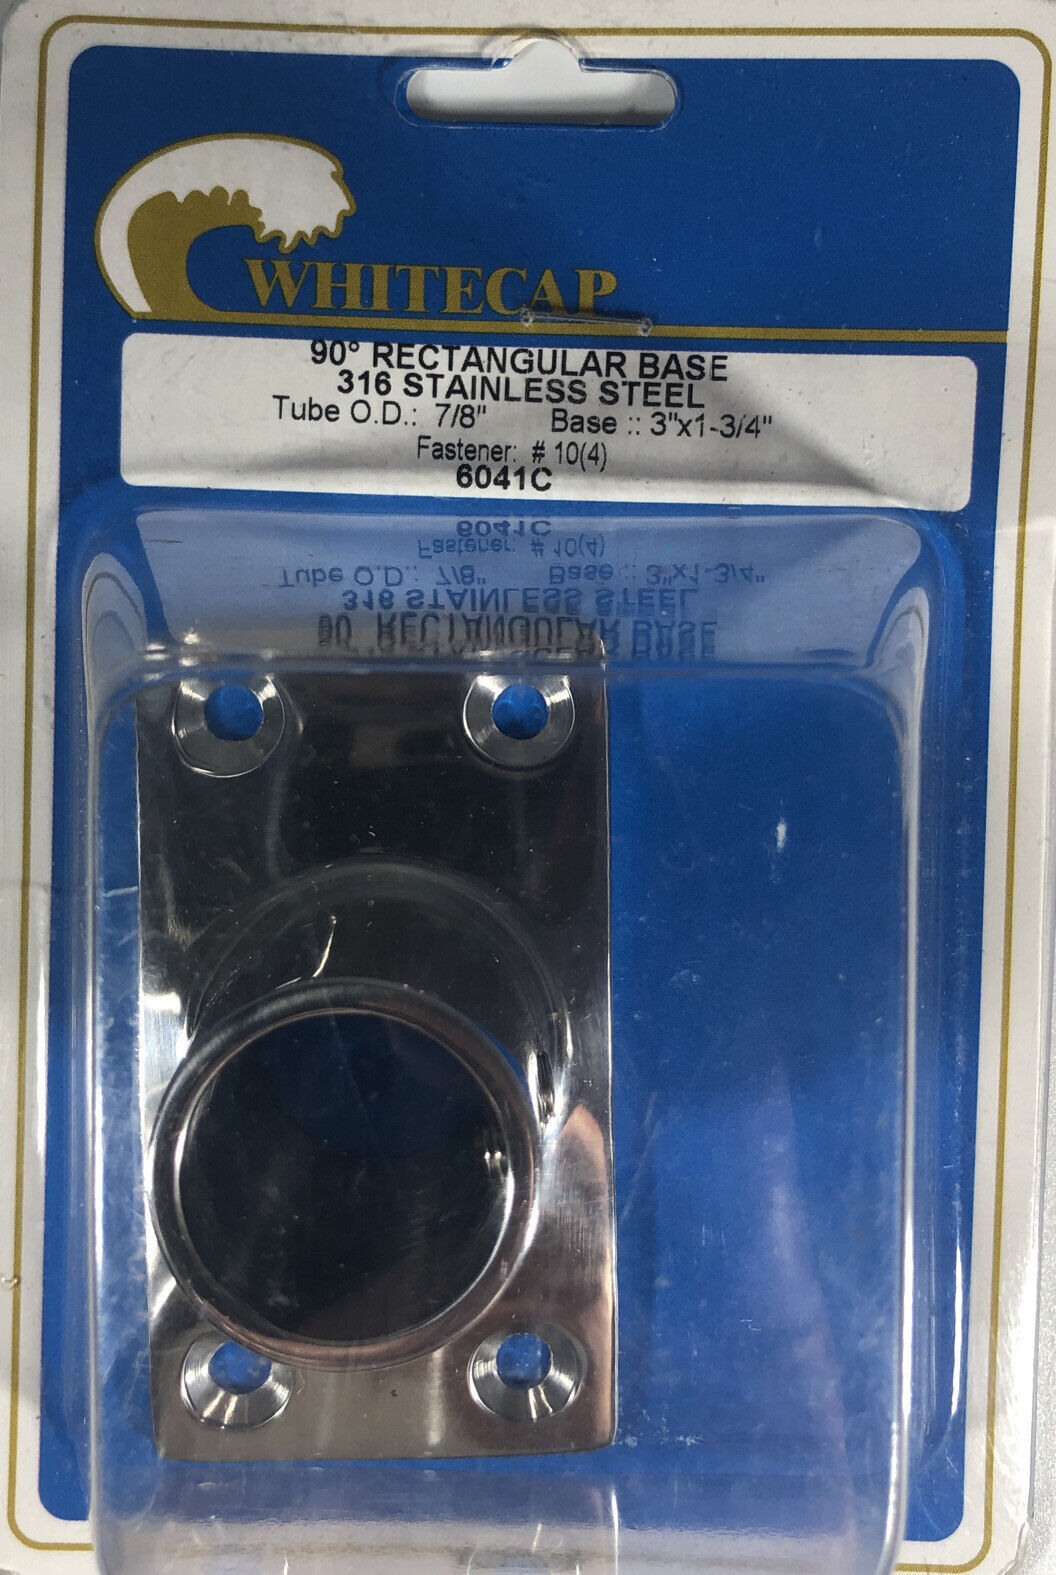 WHITECAP
90° RECTANGULAR BASE
316 STAINLESS STEEL
Tube O.D.: 7/8" Base :: 3"x1-3/4"
Fastener: # 10(4)
6041C